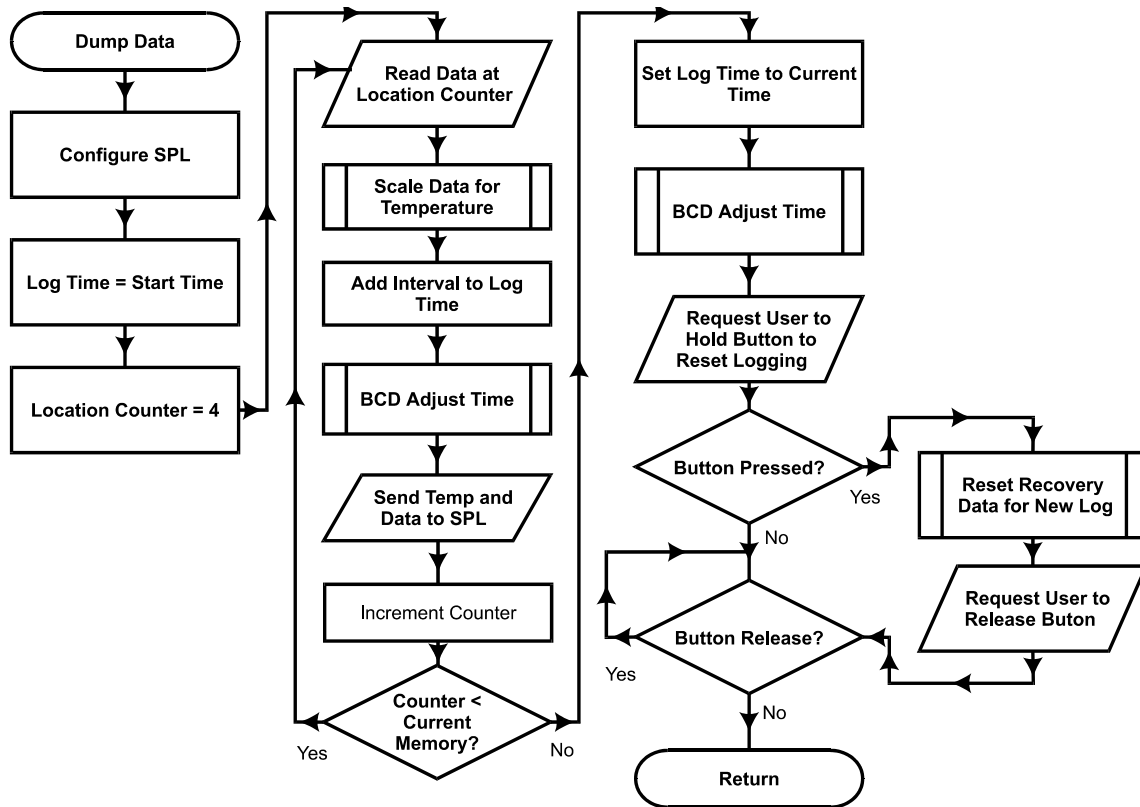 Dump Data
Configure SPL
Log Time = Start Time
Location Counter = 4
Read Data at
Location Counter
Scale Data for
Temperature
Add Interval to Log
Time
BCD Adjust Time
Send Temp and
Data to SPL
Increment Counter
Counter <
Current
Memory?
Yes
No
Set Log Time to Current
Time
BCD Adjust Time
Request User to
Hold Button to
Reset Logging
Button Pressed?
Yes
No
Reset Recovery
Data for New Log
Request User to
Release Buton
Button Release?
Yes
No
Return